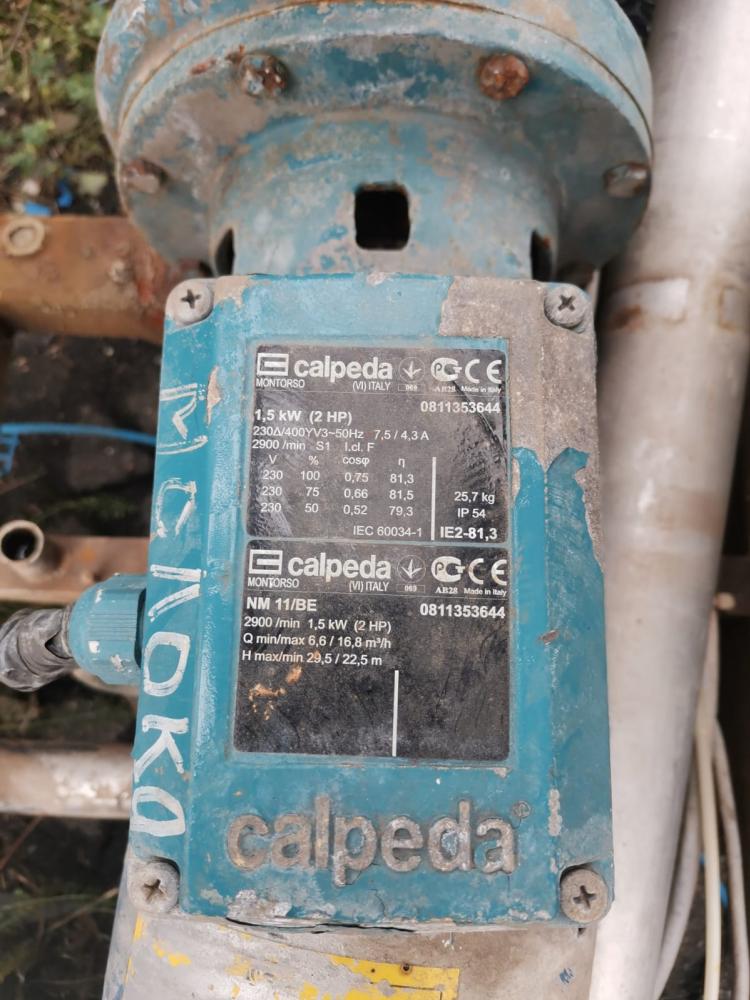 calpeda
MONTORSO (VI) ITALY 069 AB28 Made in Italy
1,5 kW (2 HP) 0811353644
230Δ/400YV3~50Hz 7,5 / 4,3 A
2900 /min S1 I.cl. F
V % cosφ η
230 100 0,75 81,3
230 75 0,66 81,5 25,7 kg
230 50 0,52 79,3 IP 54
IEC 60034-1 IE2-81,3
calpeda
MONTORSO (VI) ITALY 069 AB28 Made in Italy
NM 11/BE 0811353644
2900 /min 1,5 kW (2 HP)
Q min/max 6,6 / 16,8 m³/h
H max/min 29,5 / 22,5 m
calpeda